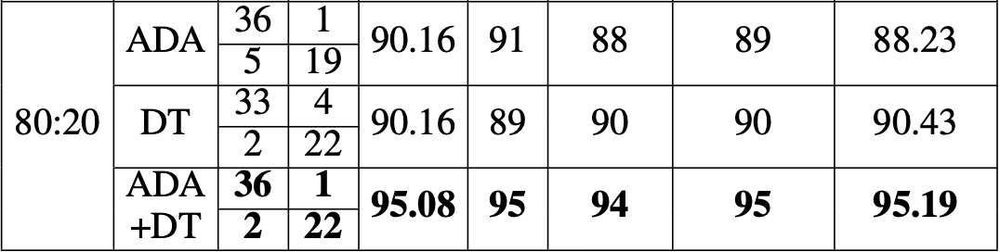 ADA 36 1 90.16 91 88 89 88.23
5 19
80:20 DT 33 4 90.16 89 90 90 90.43
2 22
ADA +DT 36 1 95.08 95 94 95 95.19
2 22